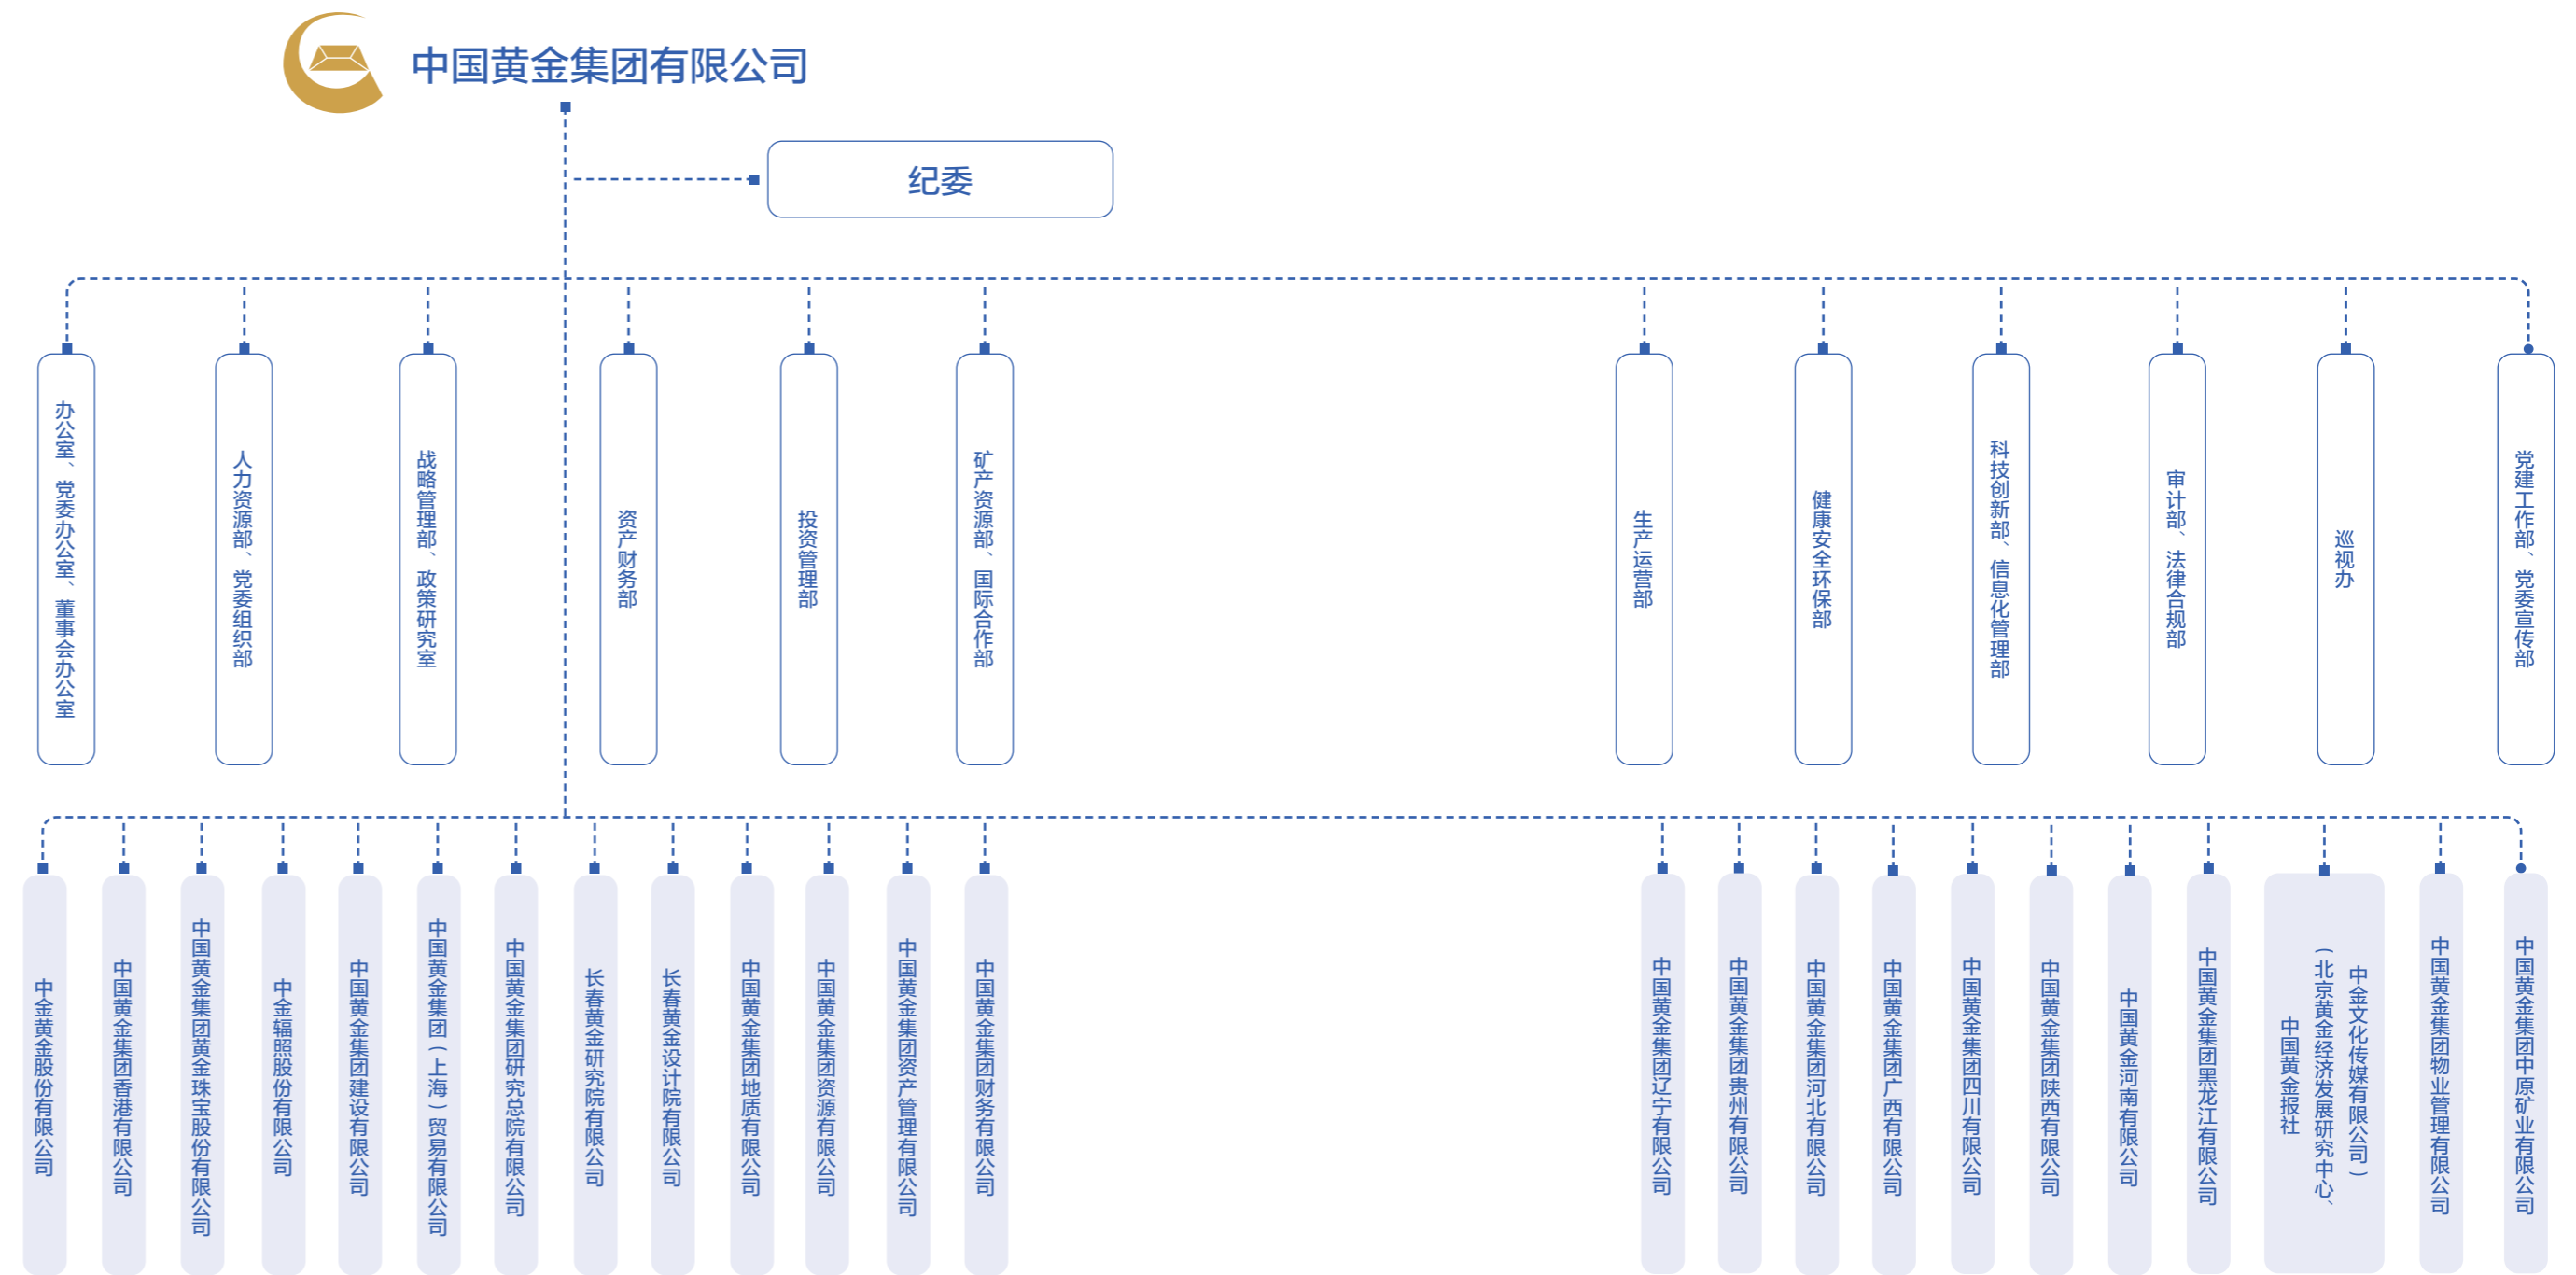 中国黄金集团有限公司
纪委
办公室、党委办公室、董事会办公室
人力资源部、党委组织部
战略管理部、政策研究室
资产财务部
投资管理部
矿产资源部、国际合作部
生产运营部
健康安全环保部
科技创新部、信息化管理部
审计部、法律合规部
巡视办
党建工作部、党委宣传部
中金黄金股份有限公司
中国黄金集团香港有限公司
中国黄金集团黄金珠宝股份有限公司
中金辐照股份有限公司
中国黄金集团建设有限公司
中国黄金集团（上海）贸易有限公司
中国黄金集团研究总院有限公司
长春黄金研究院有限公司
长春黄金设计院有限公司
中国黄金集团地质有限公司
中国黄金集团资源有限公司
中国黄金集团资产管理有限公司
中国黄金集团财务有限公司
中国黄金集团辽宁有限公司
中国黄金集团贵州有限公司
中国黄金集团河北有限公司
中国黄金集团广西有限公司
中国黄金集团四川有限公司
中国黄金集团陕西有限公司
中国黄金河南有限公司
中国黄金集团黑龙江有限公司
中国黄金报社
（北京黄金经济发展研究中心、
中金文化传媒有限公司）
中国黄金集团物业管理有限公司
中国黄金集团中原矿业有限公司